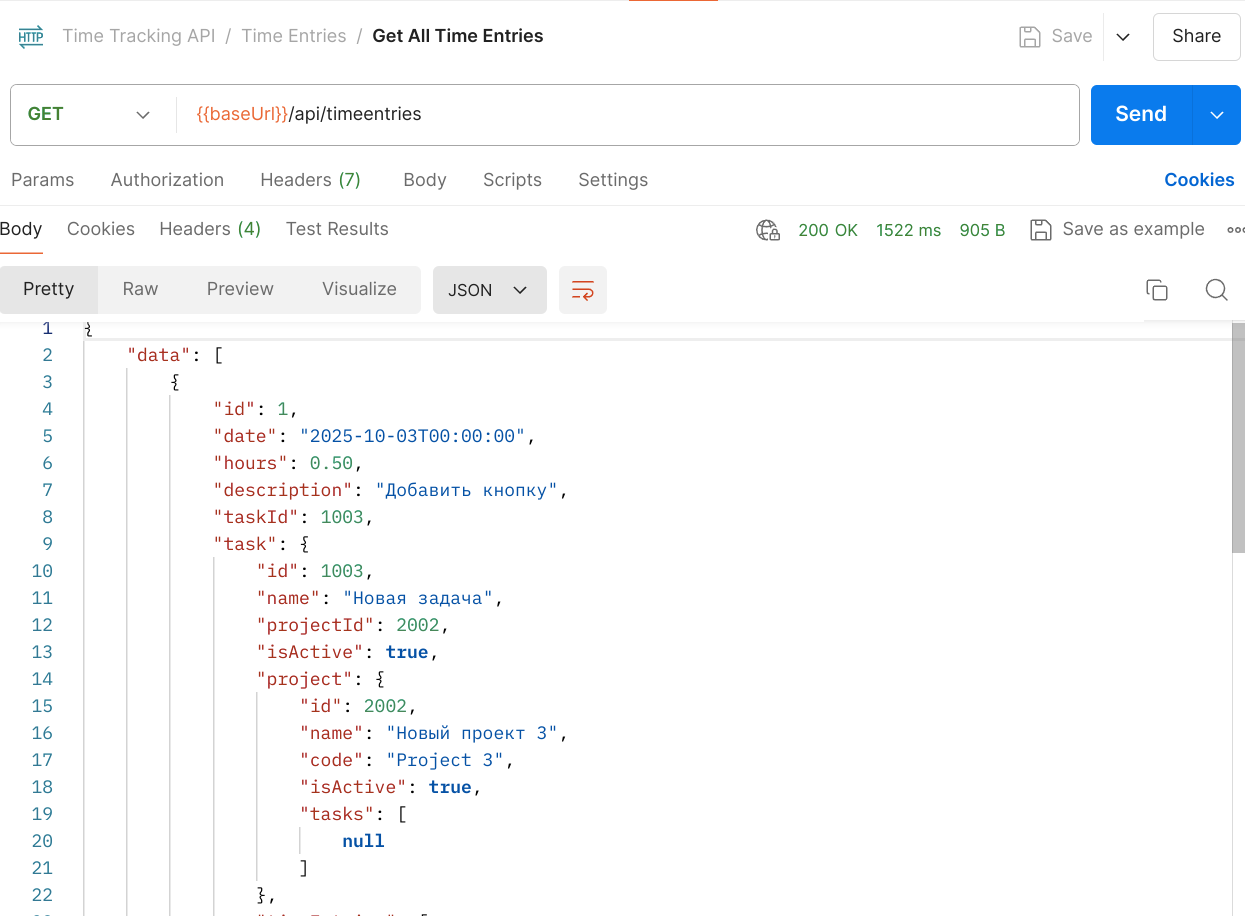 HTTP Time Tracking API / Time Entries / Get All Time Entries Save Share
GET {{baseUrl}}/api/timeentries Send
Params Authorization Headers (7) Body Scripts Settings Cookies
Body Cookies Headers (4) Test Results 200 OK 1522 ms 905 B Save as example
Pretty Raw Preview Visualize JSON
1 {
2 "data": [
3 {
4 "id": 1,
5 "date": "2025-10-03T00:00:00",
6 "hours": 0.50,
7 "description": "Добавить кнопку",
8 "taskId": 1003,
9 "task": {
10 "id": 1003,
11 "name": "Новая задача",
12 "projectId": 2002,
13 "isActive": true,
14 "project": {
15 "id": 2002,
16 "name": "Новый проект 3",
17 "code": "Project 3",
18 "isActive": true,
19 "tasks": [
20 null
21 ]
22 },